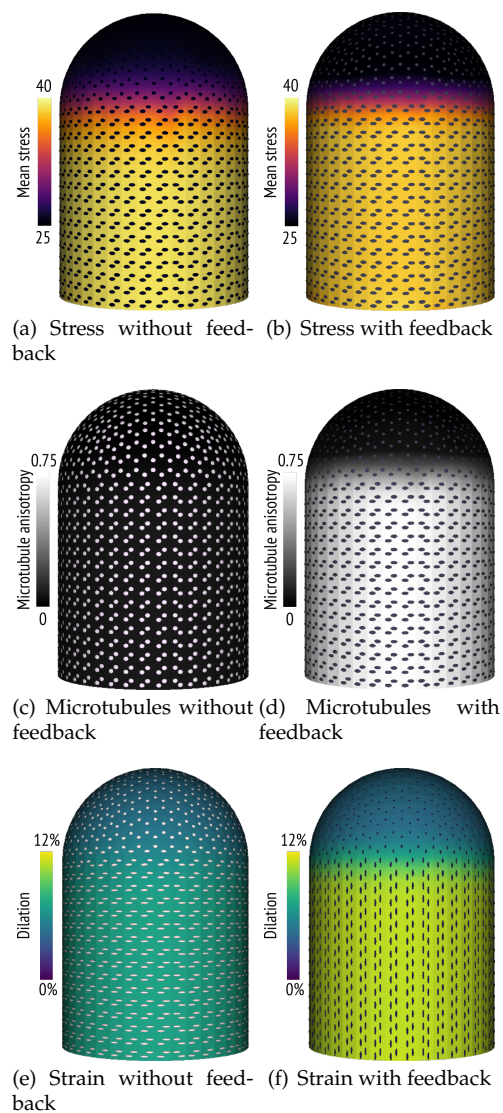 40
Mean stress
25
40
Mean stress
25
(a) Stress without feed-
back
(b) Stress with feedback
0.75
Microtubule anisotropy
0
0.75
Microtubule anisotropy
0
(c) Microtubules without
feedback
(d) Microtubules with
feedback
12%
Dilation
0%
12%
Dilation
0%
(e) Strain without feed-
back
(f) Strain with feedback